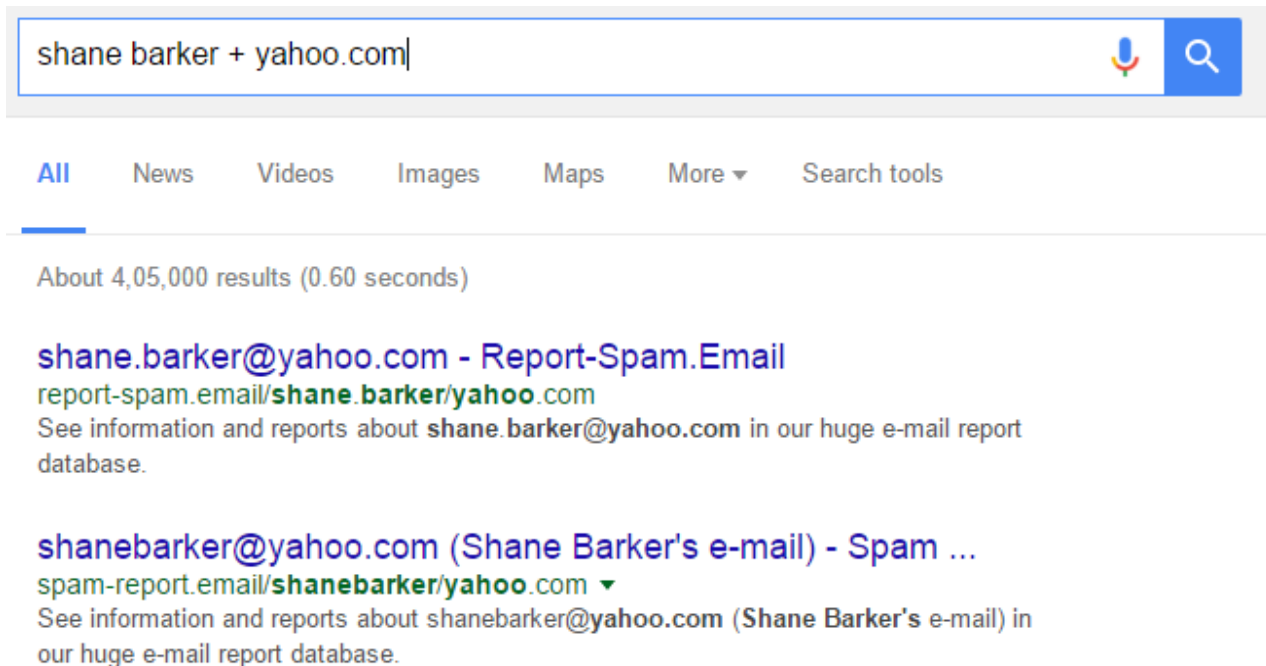 shane barker + yahoo.com
All News Videos Images Maps More Search tools
About 4,05,000 results (0.60 seconds)
shane.barker@yahoo.com - Report-Spam.Email
report-spam.email/shane.barker/yahoo.com
See information and reports about shane.barker@yahoo.com in our huge e-mail report
database.
shanebarker@yahoo.com (Shane Barker's e-mail) - Spam ...
spam-report.email/shanebarker/yahoo.com
See information and reports about shanebarker@yahoo.com (Shane Barker's e-mail) in
our huge e-mail report database.